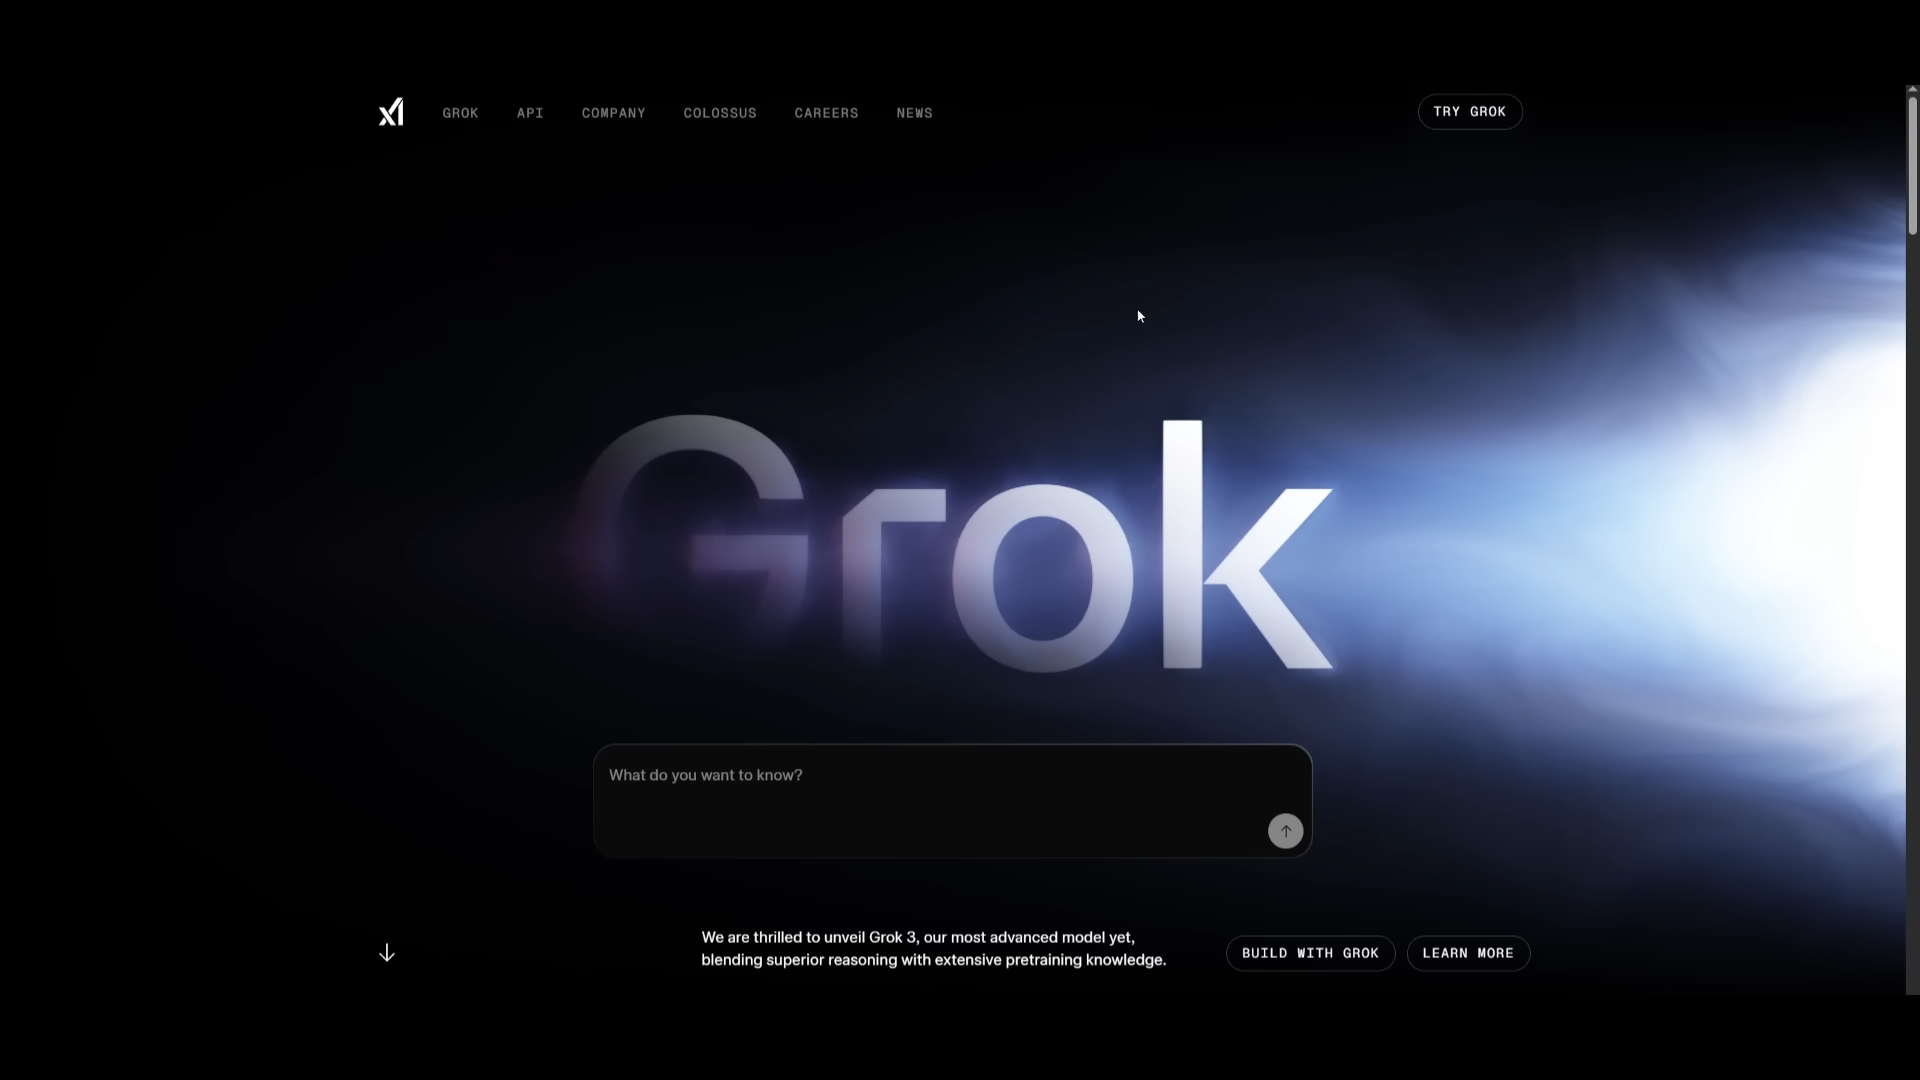 xI
GROK
API
COMPANY
COLOSSUS
CAREERS
NEWS
TRY GROK
Grok
What do you want to know?
We are thrilled to unveil Grok 3, our most advanced model yet,
blending superior reasoning with extensive pretraining knowledge.
BUILD WITH GROK
LEARN MORE